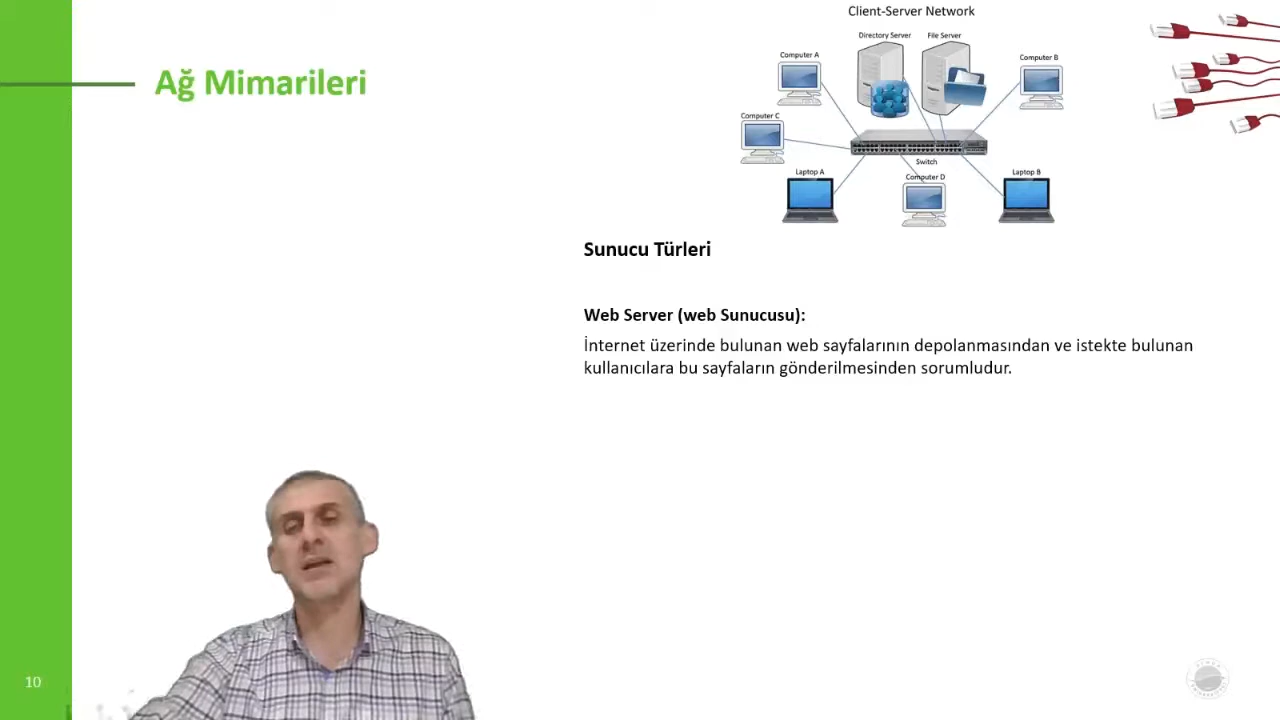 Client-Server Network
Directory Server
File Server
Computer A
Computer B
Ağ Mimarileri
Computer C
Switch
Laptop A
Computer D
Laptop B
Sunucu Türleri
Web Server (web Sunucusu):
İnternet üzerinde bulunan web sayfalarının depolanmasından ve istekte bulunan
kullanıcılara bu sayfaların gönderilmesinden sorumludur.
10